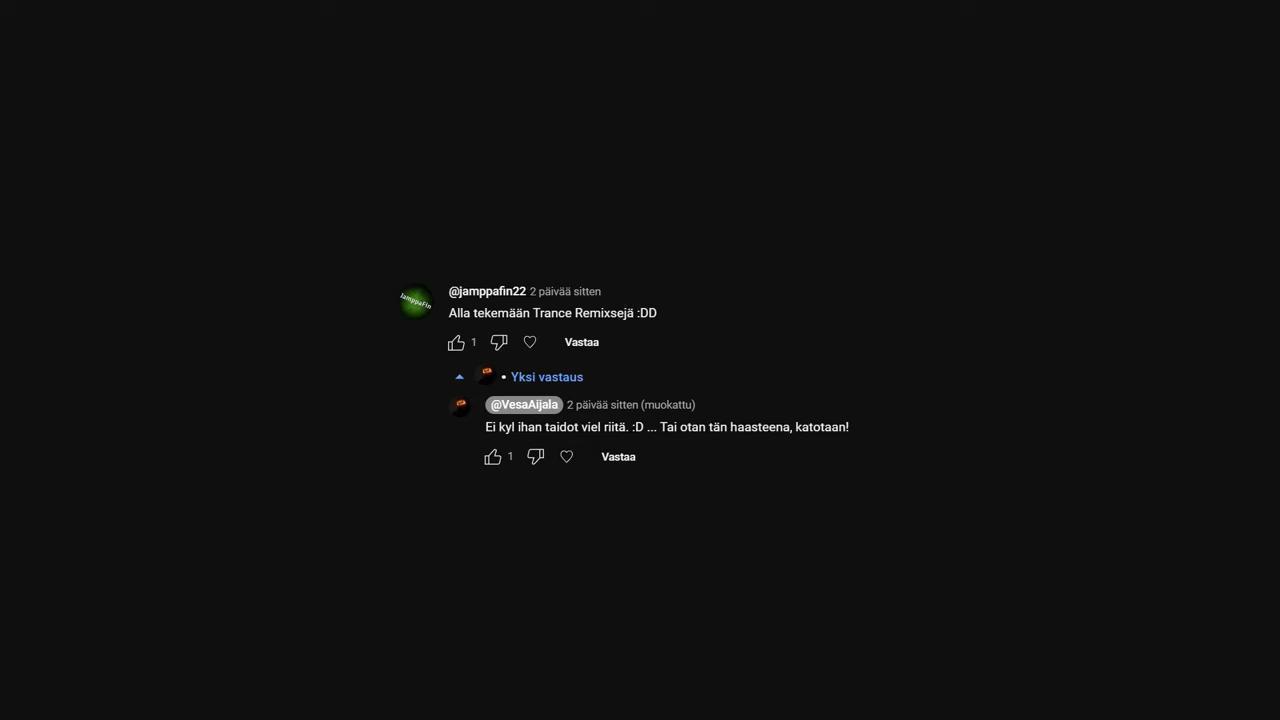 @jamppafin22 2 päivää sitten
JamppaFin
Alla tekemään Trance Remixsejä :DD
1 Vastaa
• Yksi vastaus
@VesaAijala 2 päivää sitten (muokattu)
Ei kyl ihan taidot viel riitä. :D ... Tai otan tän haasteena, katotaan!
1 Vastaa